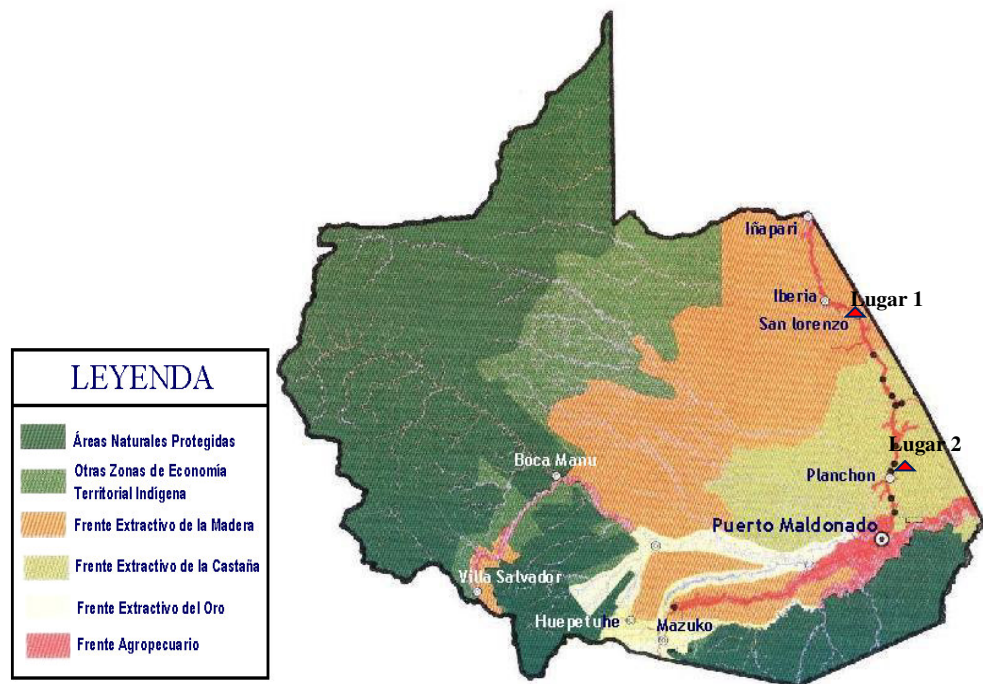 Iñapari
Iberia
Lugar 1
San lorenzo
LEYENDA
Áreas Naturales Protegidas
Otras Zonas de Economía
Territorial Indígena
Frente Extractivo de la Madera
Frente Extractivo de la Castaña
Frente Extractivo del Oro
Frente Agropecuario
Boca Manu
Lugar 2
Planchon
Puerto Maldonado
Villa Salvador
Huepetuhe
Mazuko